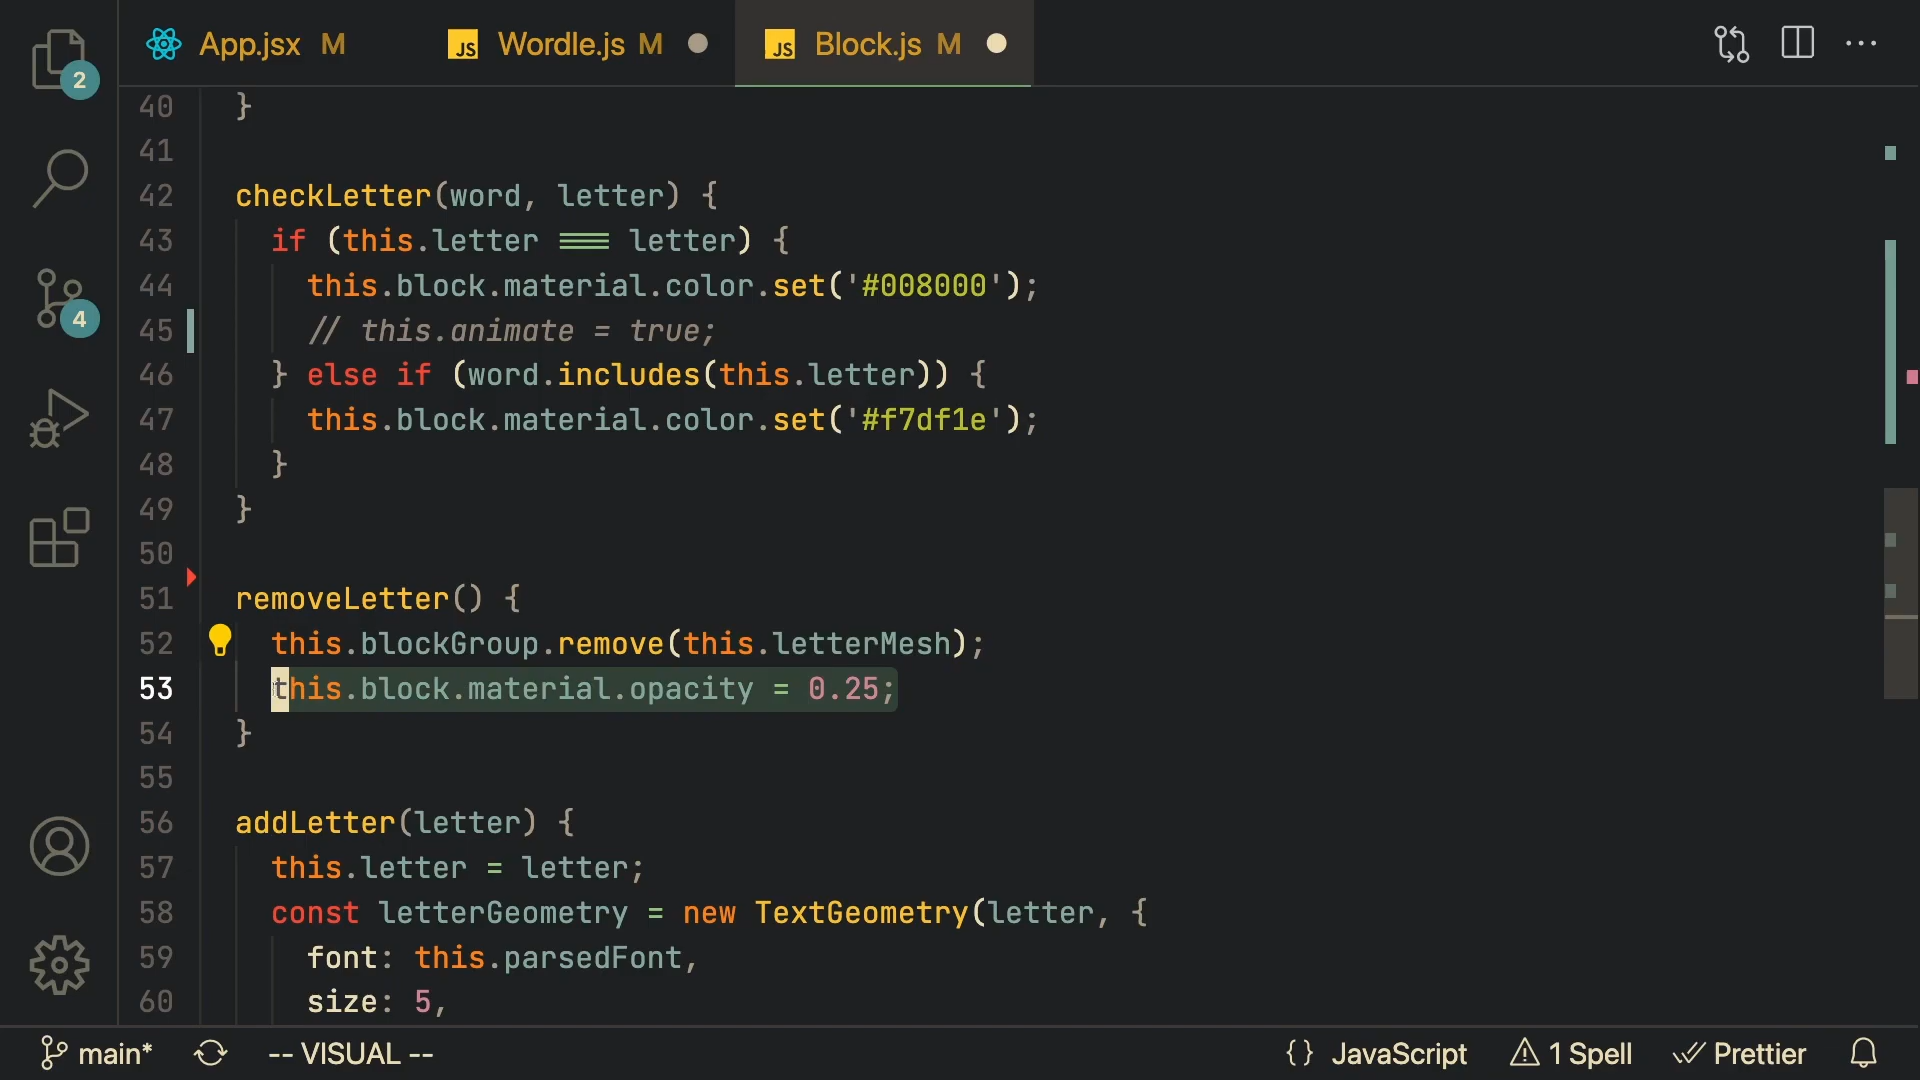 App.jsx M
JS Wordle.js M
JS Block.js M
2
4
40 }
41
42 checkLetter(word, letter) {
43 if (this.letter === letter) {
44 this.block.material.color.set('#008000');
45 // this.animate = true;
46 } else if (word.includes(this.letter)) {
47 this.block.material.color.set('#f7df1e');
48 }
49 }
50
51 removeLetter() {
52 this.blockGroup.remove(this.letterMesh);
53 this.block.material.opacity = 0.25;
54 }
55
56 addLetter(letter) {
57 this.letter = letter;
58 const letterGeometry = new TextGeometry(letter, {
59 font: this.parsedFont,
60 size: 5,
main* -- VISUAL -- {} JavaScript 1 Spell Prettier